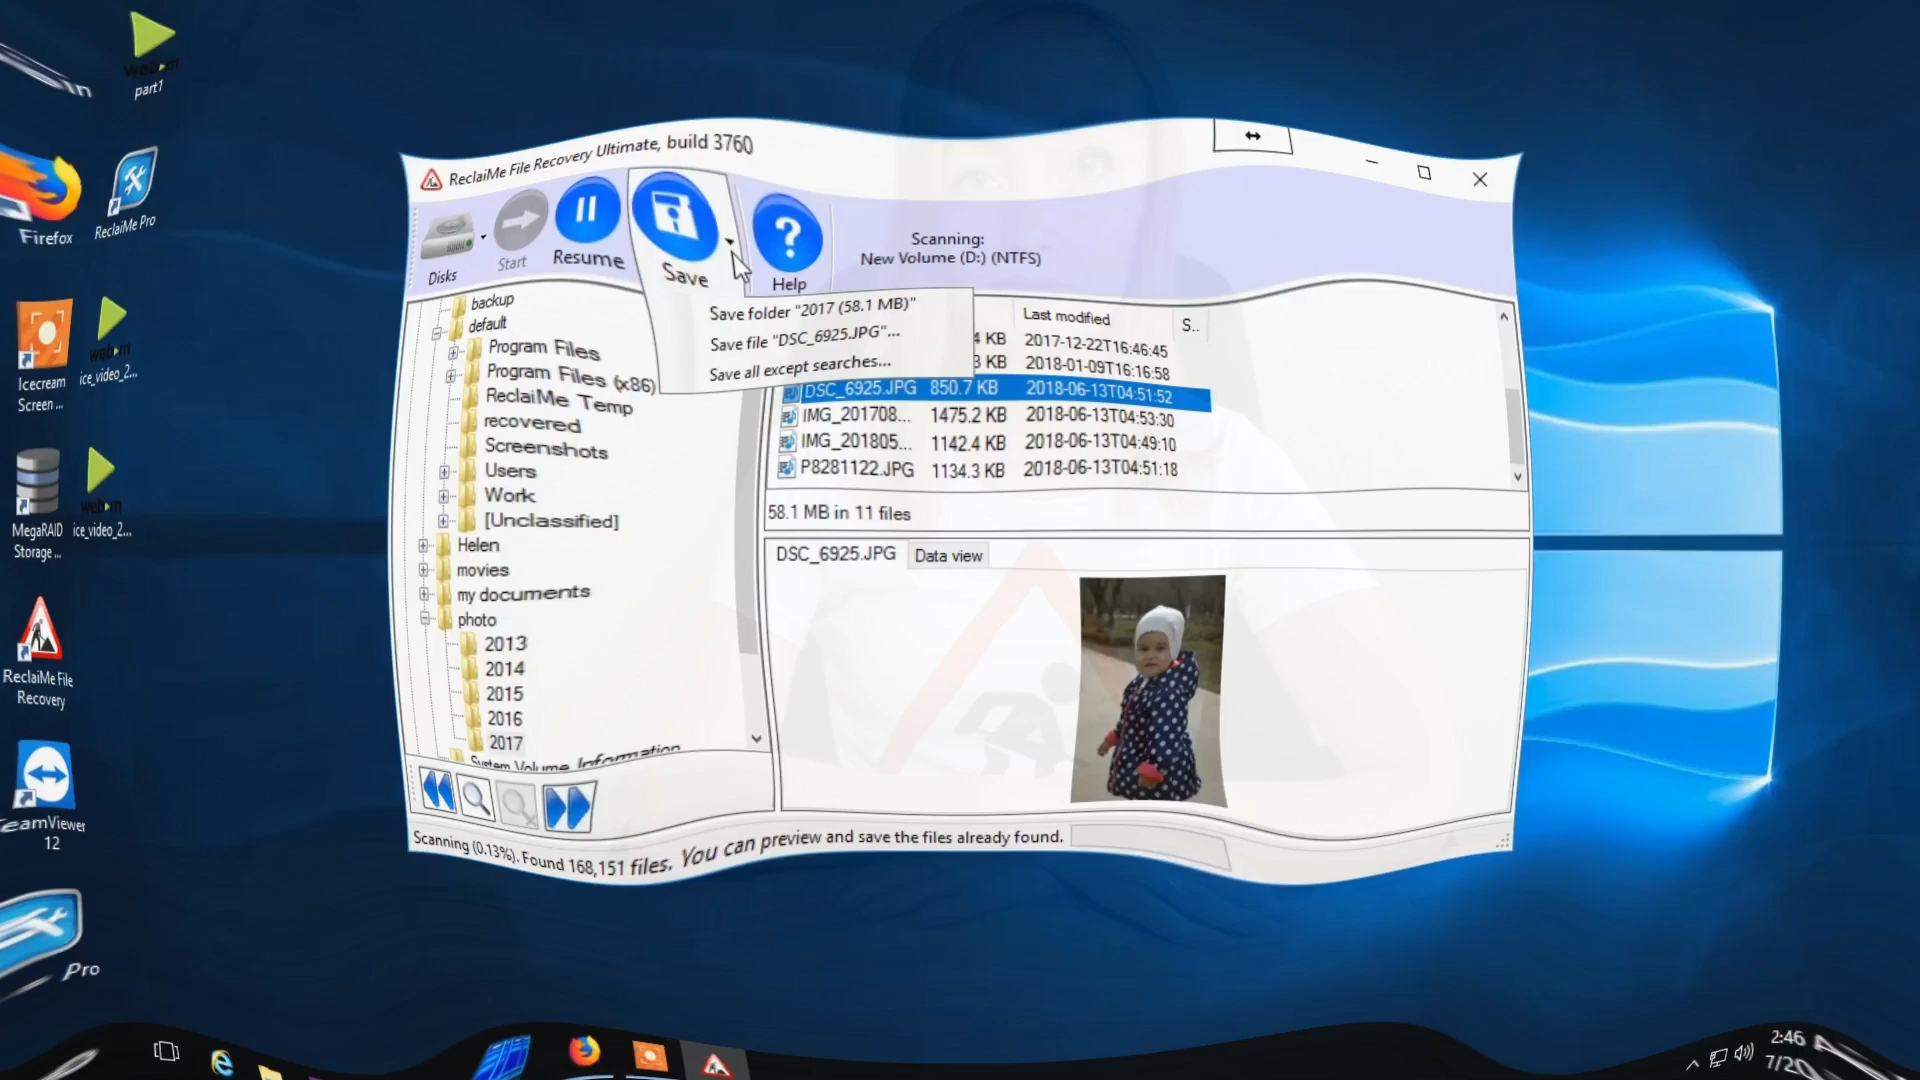 part1
Firefox
ReclaiMe Pro
Icecream
Screen ...
ice_video_2...
MegaRAID
Storage ...
ice_video_2...
ReclaiMe File
Recovery
TeamViewer
12
Pro
ReclaiMe File Recovery Ultimate, build 3760
Disks
Start
Resume
Save
Help
Scanning:
New Volume (D:) (NTFS)
Save folder "2017 (58.1 MB)"
Save file "DSC_6925.JPG"...
Save all except searches...
backup
default
Program Files
Program Files (x86)
ReclaiMe Temp
recovered
Screenshots
Users
Work
[Unclassified]
Helen
movies
my documents
photo
2013
2014
2015
2016
2017
System Volume Information
Last modified S..
4 KB 2017-12-22T16:46:45
3 KB 2018-01-09T16:16:58
DSC_6925.JPG 850.7 KB 2018-06-13T04:51:52
IMG_201708... 1475.2 KB 2018-06-13T04:53:30
IMG_201805... 1142.4 KB 2018-06-13T04:49:10
P8281122.JPG 1134.3 KB 2018-06-13T04:51:18
58.1 MB in 11 files
DSC_6925.JPG Data view
Scanning (0.13%). Found 168,151 files. You can preview and save the files already found.
2:46